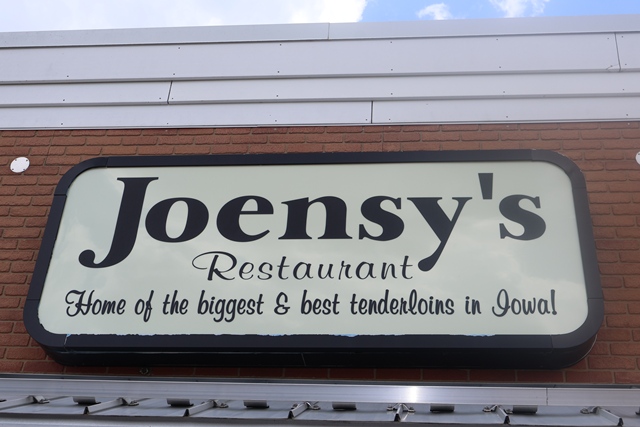 Joensy's
Restaurant
Home of the biggest & best tenderloins in Iowa!